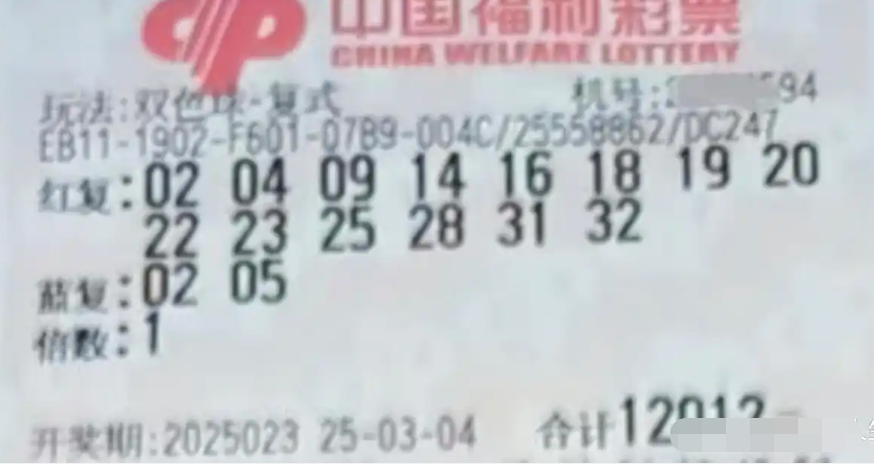 中国福利彩票
CHINA WELFARE LOTTERY
玩法:双色球-复式 机号:2 594
EB11-1902-F601-07B9-004C/25558862/DC247
红复:02 04 09 14 16 18 19 20
22 23 25 28 31 32
蓝复:02 05
倍数:1
开奖期:2025023 25-03-04 合计12012元